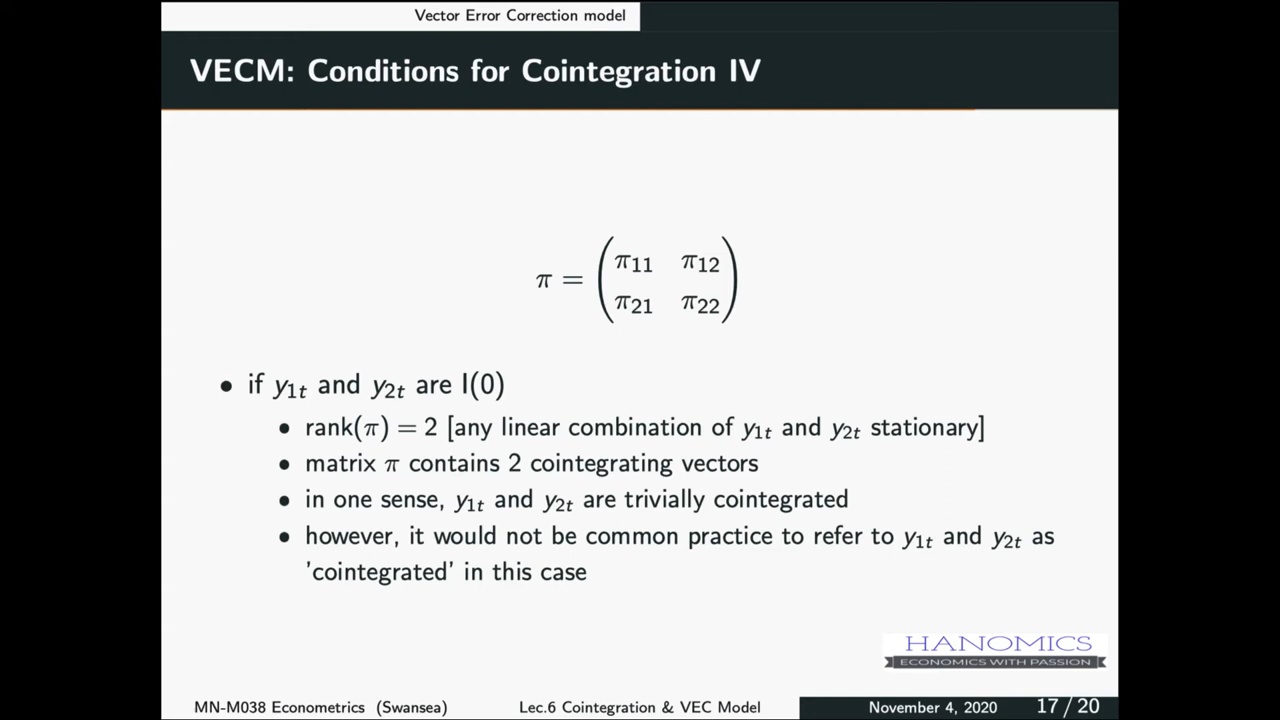 Vector Error Correction model
VECM: Conditions for Cointegration IV
π = (π11 π12
π21 π22)
• if y1t and y2t are I(0)
• rank(π) = 2 [any linear combination of y1t and y2t stationary]
• matrix π contains 2 cointegrating vectors
• in one sense, y1t and y2t are trivially cointegrated
• however, it would not be common practice to refer to y1t and y2t as
'cointegrated' in this case
HANOMICS
ECONOMICS WITH PASSION
MN-M038 Econometrics (Swansea) Lec.6 Cointegration & VEC Model November 4, 2020 17 / 20